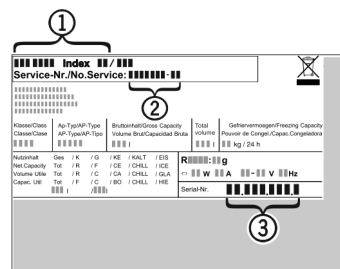 1
Index /
Service-Nr./No.Service: -
2
Klasse/Class Ap-Typ/AP-Type Bruttoinhalt/Gross Capacity Total Gefriervermoegen/Freezing Capacity
Classe/Clase AP-Type/AP-Tipo Volume Brut/Capacidad Bruta volume Pouvoir de Congel./Capac.Congeladora
l l kg / 24 h
Nutzinhalt Ges / K / G / KE / KALT / EIS
Net.Capacity Tot / R / F / CE / CHILL / ICE
Volume Utile Tot / R / C / CA / CHILL / GLA
Capac. Util Tot / F / C / BO / CHILL / HIE
l / l
R : g
W A - V Hz
Serial-Nr. . . .
3